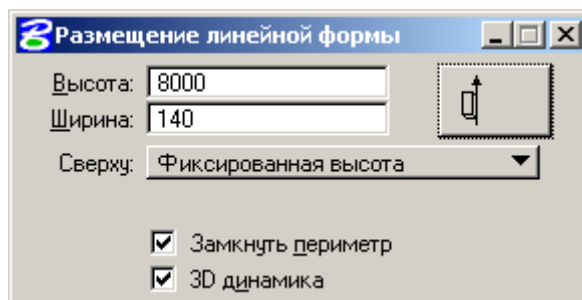 Размещение линейной формы
Высота: 8000
Ширина: 140
Сверху: Фиксированная высота
Замкнуть периметр
3D динамика